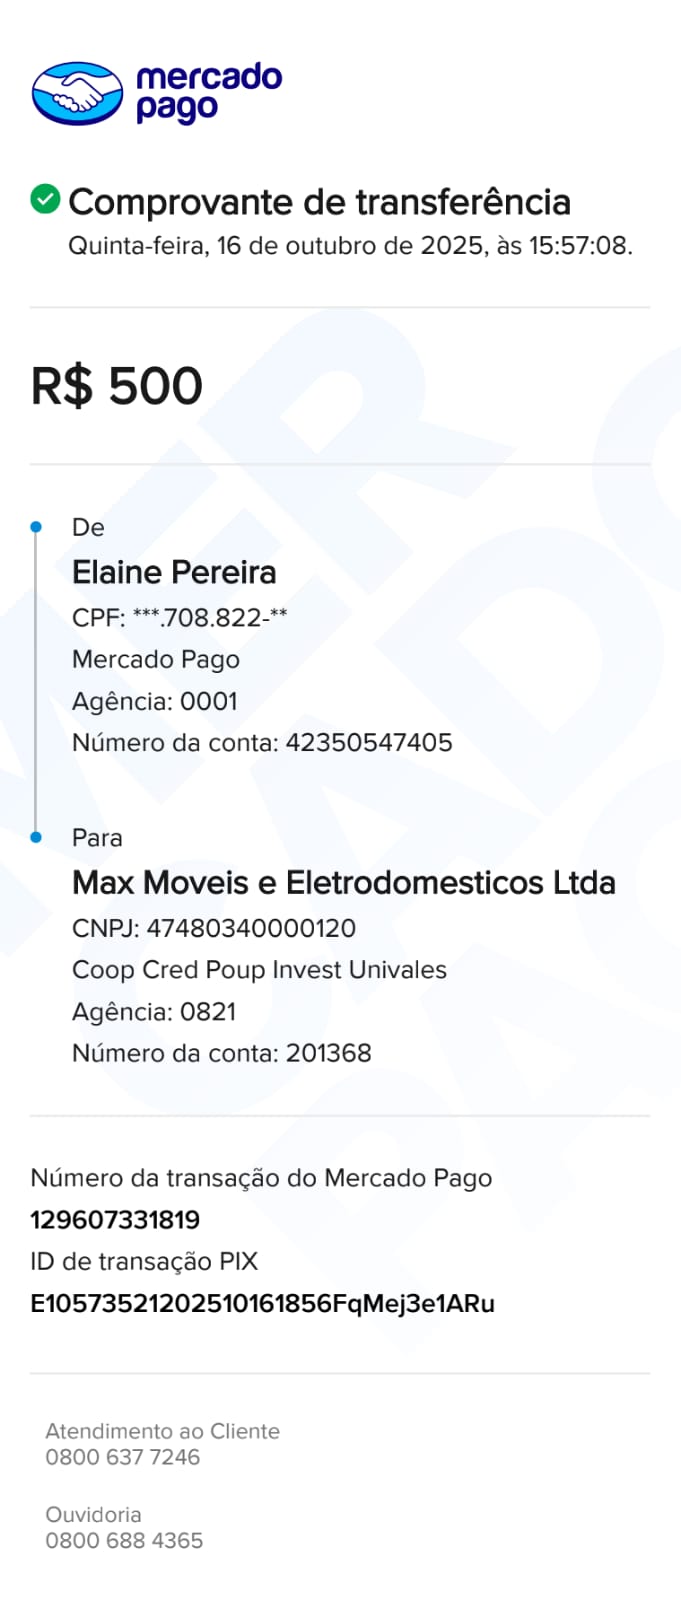 mercado
pago
Comprovante de transferência
Quinta-feira, 16 de outubro de 2025, às 15:57:08.
R$ 500
De
Elaine Pereira
CPF: ***.708.822-**
Mercado Pago
Agência: 0001
Número da conta: 42350547405
Para
Max Moveis e Eletrodomesticos Ltda
CNPJ: 47480340000120
Coop Cred Poup Invest Univales
Agência: 0821
Número da conta: 201368
Número da transação do Mercado Pago
129607331819
ID de transação PIX
E10573521202510161856FqMej3e1ARu
Atendimento ao Cliente
0800 637 7246
Ouvidoria
0800 688 4365